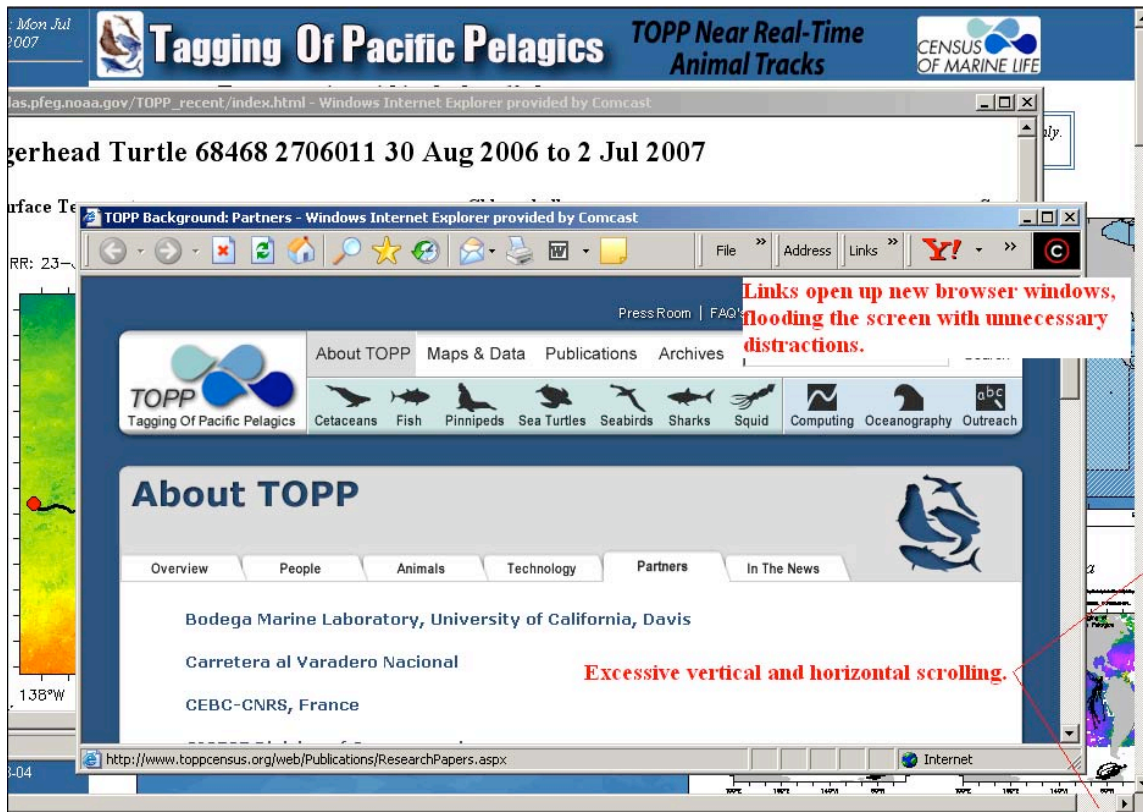 : Mon Jul
2007
Tagging Of Pacific Pelagics
TOPP Near Real-Time
Animal Tracks
CENSUS
OF MARINE LIFE
las.pfeg.noaa.gov/TOPP_recent/index.html - Windows Internet Explorer provided by Comcast
gerhead Turtle 68468 2706011 30 Aug 2006 to 2 Jul 2007
TOPP Background: Partners - Windows Internet Explorer provided by Comcast
File » Address Links » Y! »
Links open up new browser windows,
flooding the screen with unnecessary
distractions.
Press Room | FAQ's
About TOPP Maps & Data Publications Archives
TOPP
Tagging Of Pacific Pelagics
abc
Cetaceans Fish Pinnipeds Sea Turtles Seabirds Sharks Squid Computing Oceanography Outreach
About TOPP
Overview People Animals Technology Partners In The News
Bodega Marine Laboratory, University of California, Davis
Carretera al Varadero Nacional
Excessive vertical and horizontal scrolling.
138°W
CEBC-CNRS, France
http://www.toppcensus.org/web/Publications/ResearchPapers.aspx
Internet